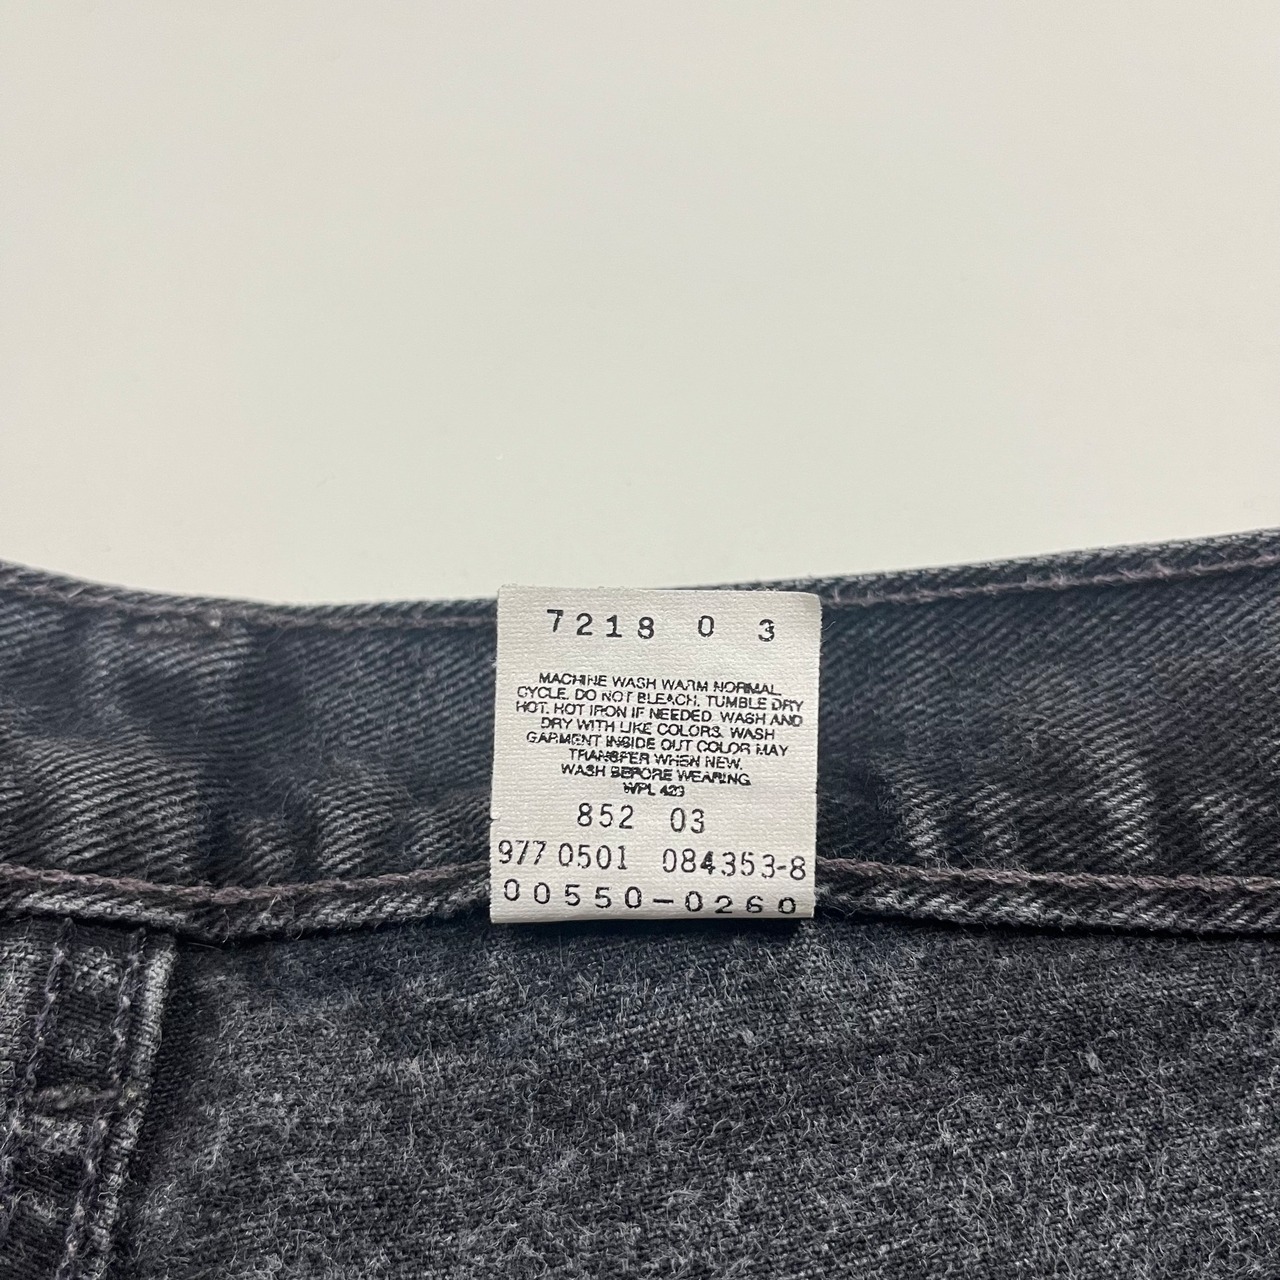 7218 0 3
MACHINE WASH WARM NORMAL
CYCLE. DO NOT BLEACH. TUMBLE DRY
HOT. HOT IRON IF NEEDED. WASH AND
DRY WITH LIKE COLORS. WASH
GARMENT INSIDE OUT COLOR MAY
TRANSFER WHEN NEW.
WASH BEFORE WEARING
WPL 423
852 03
977 0501 084353-8
00550-0260